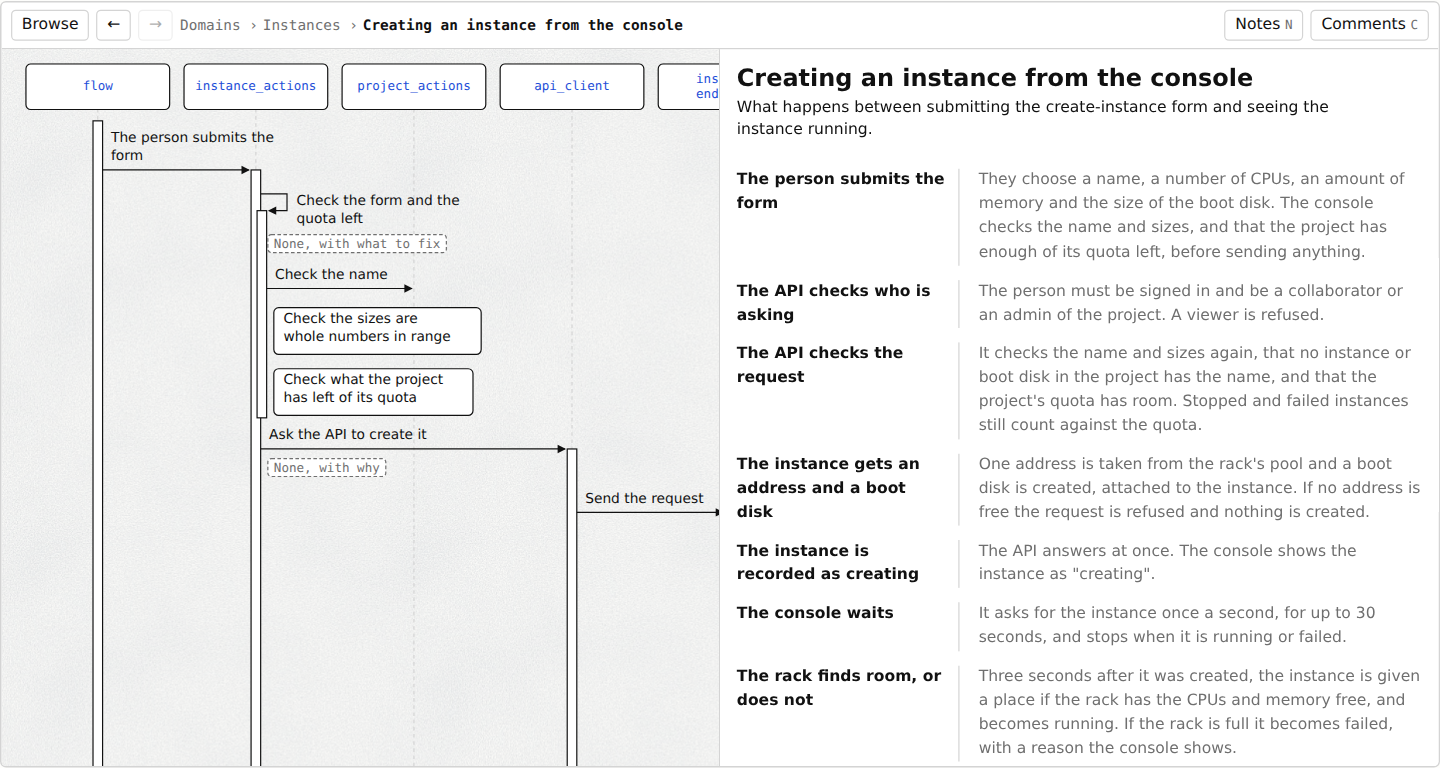 Browse ← → Domains › Instances › Creating an instance from the console Notes N Comments C
flow
instance_actions
project_actions
api_client
ins
end
The person submits the
form
Check the form and the
quota left
None, with what to fix
Check the name
Check the sizes are
whole numbers in range
Check what the project
has left of its quota
Ask the API to create it
None, with why
Send the request
Creating an instance from the console
What happens between submitting the create-instance form and seeing the
instance running.
The person submits the
form
They choose a name, a number of CPUs, an amount of
memory and the size of the boot disk. The console
checks the name and sizes, and that the project has
enough of its quota left, before sending anything.
The API checks who is
asking
The person must be signed in and be a collaborator or
an admin of the project. A viewer is refused.
The API checks the
request
It checks the name and sizes again, that no instance or
boot disk in the project has the name, and that the
project's quota has room. Stopped and failed instances
still count against the quota.
The instance gets an
address and a boot
disk
One address is taken from the rack's pool and a boot
disk is created, attached to the instance. If no address is
free the request is refused and nothing is created.
The instance is
recorded as creating
The API answers at once. The console shows the
instance as "creating".
The console waits
It asks for the instance once a second, for up to 30
seconds, and stops when it is running or failed.
The rack finds room, or
does not
Three seconds after it was created, the instance is given
a place if the rack has the CPUs and memory free, and
becomes running. If the rack is full it becomes failed,
with a reason the console shows.